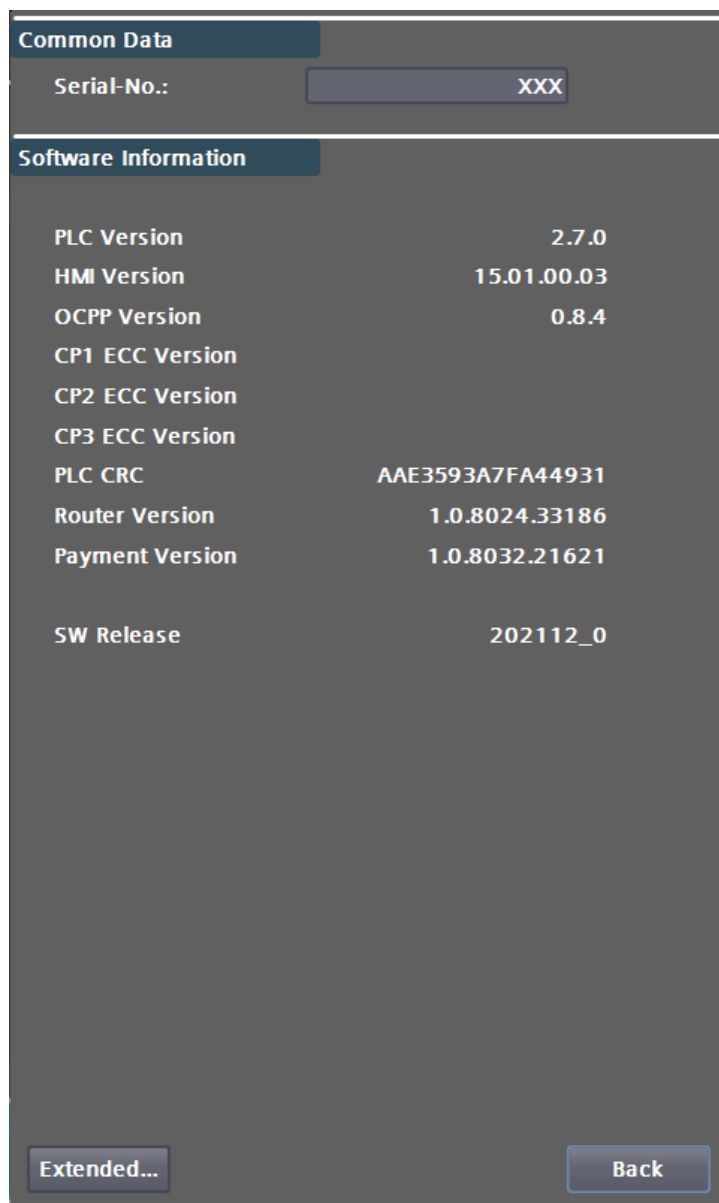 Common Data
Serial-No.: XXX
Software Information
PLC Version 2.7.0
HMI Version 15.01.00.03
OCPP Version 0.8.4
CP1 ECC Version
CP2 ECC Version
CP3 ECC Version
PLC CRC AAE3593A7FA44931
Router Version 1.0.8024.33186
Payment Version 1.0.8032.21621
SW Release 202112_0
Extended... Back